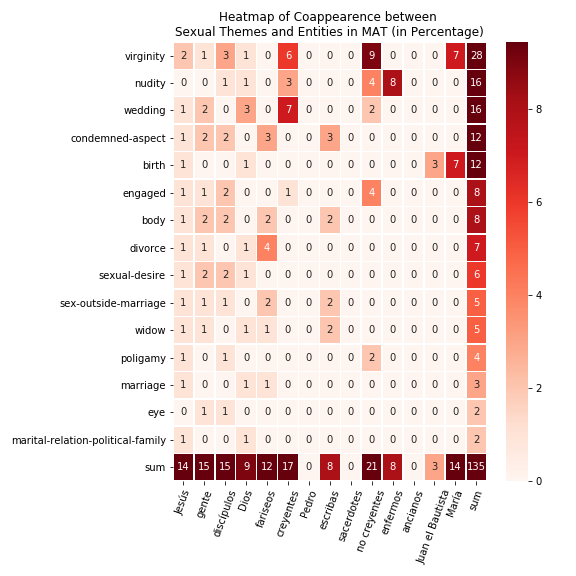 Heatmap of Coappearence between
Sexual Themes and Entities in MAT (in Percentage)
virginity 2 1 3 1 0 6 0 0 0 9 0 0 0 7 28
nudity 0 0 1 1 0 3 0 0 0 4 8 0 0 0 16
wedding 1 2 0 3 0 7 0 0 0 2 0 0 0 0 16
condemned-aspect 1 2 2 0 3 0 0 3 0 0 0 0 0 0 12
birth 1 0 0 1 0 0 0 0 0 0 0 0 3 7 12
engaged 1 1 2 0 0 1 0 0 0 4 0 0 0 0 8
body 1 2 2 0 2 0 0 2 0 0 0 0 0 0 8
divorce 1 1 0 1 4 0 0 0 0 0 0 0 0 0 7
sexual-desire 1 2 2 1 0 0 0 0 0 0 0 0 0 0 6
sex-outside-marriage 1 1 1 0 2 0 0 2 0 0 0 0 0 0 5
widow 1 1 0 1 1 0 0 2 0 0 0 0 0 0 5
poligamy 1 0 1 0 0 0 0 0 0 2 0 0 0 0 4
marriage 1 0 0 1 1 0 0 0 0 0 0 0 0 0 3
eye 0 1 1 0 0 0 0 0 0 0 0 0 0 0 2
marital-relation-political-family 1 0 0 1 0 0 0 0 0 0 0 0 0 0 2
sum 14 15 15 9 12 17 0 8 0 21 8 0 3 14 135
Jesús
gente
discípulos
Dios
fariseos
creyentes
Pedro
escribas
sacerdotes
no creyentes
enfermos
ancianos
Juan el Bautista
María
sum
8
6
4
2
0